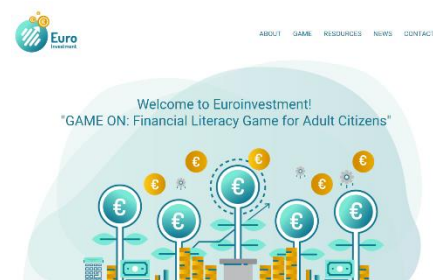 Euro
Investment
ABOUT GAME RESOURCES NEWS CONTACT
Welcome to Euroinvestment!
"GAME ON: Financial Literacy Game for Adult Citizens"
€ € €
€ €
€
€ € €